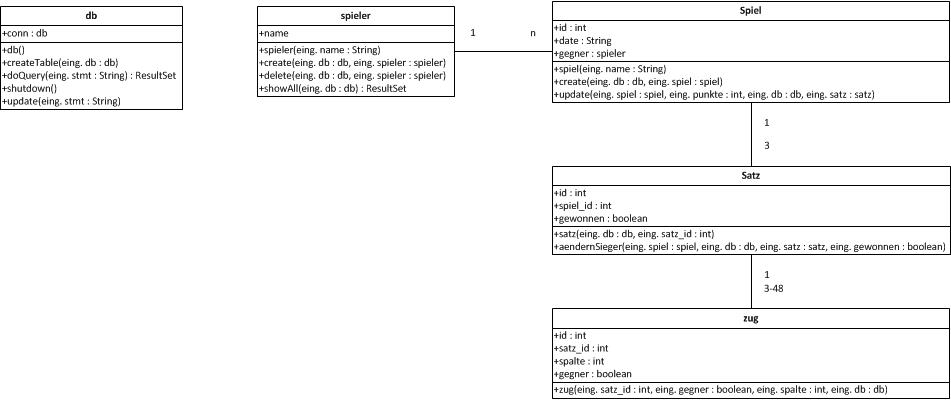 db
+conn : db
+db()
+createTable(eing. db : db)
+doQuery(eing. stmt : String) : ResultSet
+shutdown()
+update(eing. stmt : String)
spieler
+name
+spieler(eing. name : String)
+create(eing. db : db, eing. spieler : spieler)
+delete(eing. db : db, eing. spieler : spieler)
+showAll(eing. db : db) : ResultSet
1
n
Spiel
+id : int
+date : String
+gegner : spieler
+spiel(eing. name : String)
+create(eing. db : db, eing. spiel : spiel)
+update(eing. spiel : spiel, eing. punkte : int, eing. db : db, eing. satz : satz)
1
3
Satz
+id : int
+spiel_id : int
+gewonnen : boolean
+satz(eing. db : db, eing. satz_id : int)
+aendernSieger(eing. spiel : spiel, eing. db : db, eing. satz : satz, eing. gewonnen : boolean)
1
3-48
zug
+id : int
+satz_id : int
+spalte : int
+gegner : boolean
+zug(eing. satz_id : int, eing. gegner : boolean, eing. spalte : int, eing. db : db)